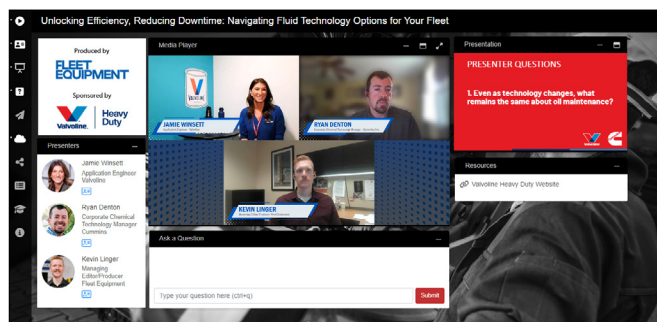 Unlocking Efficiency, Reducing Downtime: Navigating Fluid Technology Options for Your Fleet
Produced by
FLEET
EQUIPMENT
Sponsored by
Valvoline.
Heavy
Duty
Presenters
Jamie Winsett
Application Engineer
Valvoline
Ryan Denton
Corporate Chemical
Technology Manager
Cummins
Kevin Linger
Managing
Editor/Producer
Fleet Equipment
Media Player
VALVOLINE
JAMIE WINSETT
RYAN DENTON
KEVIN LINGER
Ask a Question
Type your question here (ctrl+q)
Submit
Presentation
PRESENTER QUESTIONS
1. Even as technology changes, what
remains the same about oil maintenance?
Valvoline
Cummins
Resources
Valvoline Heavy Duty Website